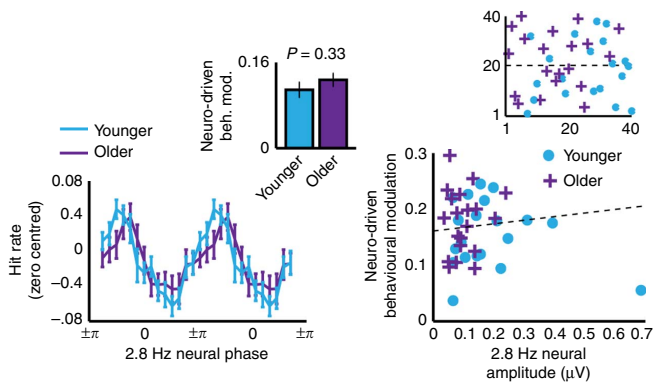 Younger
Older
0.08
0.4
0
−0.4
−.08
Hit rate
(zero centred)
±π 0 ±π 0 ±π
2.8 Hz neural phase
P = 0.33
0.16
0
Neuro-driven
beh. mod.
Younger
Older
40
20
1
1 20 40
Younger
Older
0.3
0.2
0.1
0
Neuro-driven
behavioural modulation
0 0.1 0.2 0.3 0.4 0.5 0.6 0.7
2.8 Hz neural
amplitude (μV)